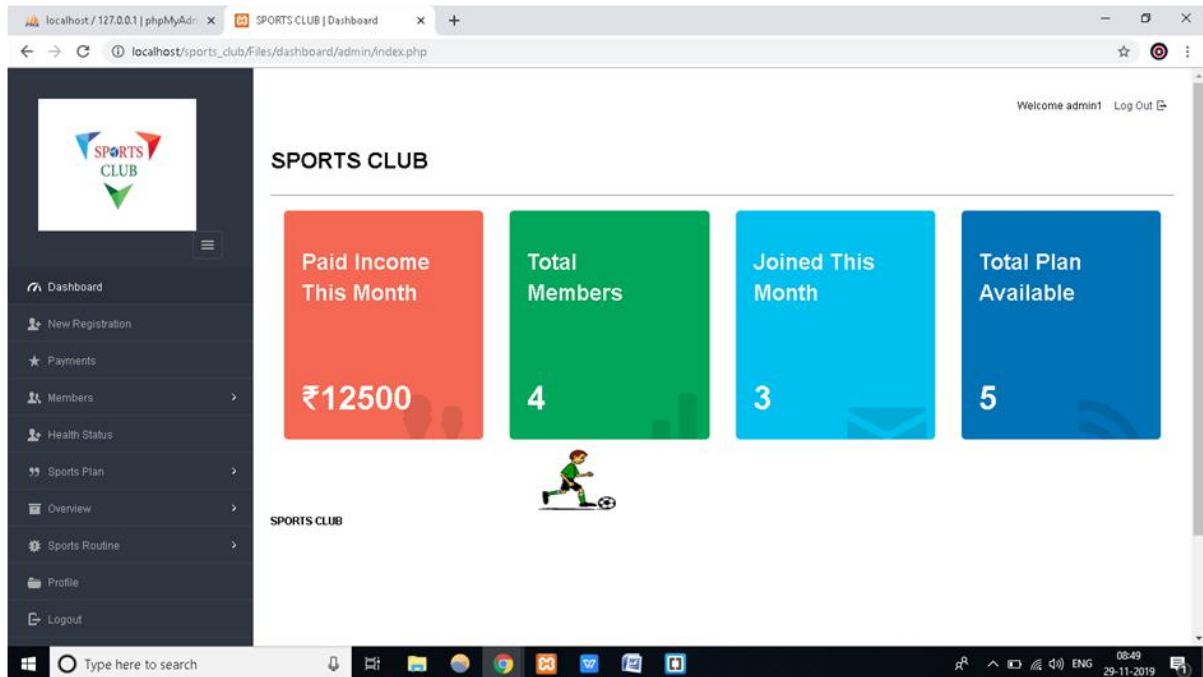 localhost / 127.0.0.1 | phpMyAdm
SPORTS CLUB | Dashboard
localhost/sports_club/Files/dashboard/admin/index.php
SPORTS
CLUB
Welcome admin1 Log Out
SPORTS CLUB
Paid Income
This Month
₹12500
Total
Members
4
Joined This
Month
3
Total Plan
Available
5
Dashboard
New Registration
Payments
Members
Health Status
Sports Plan
Overview
Sports Routine
Profile
Logout
SPORTS CLUB
Type here to search
ENG
08:49
29-11-2019